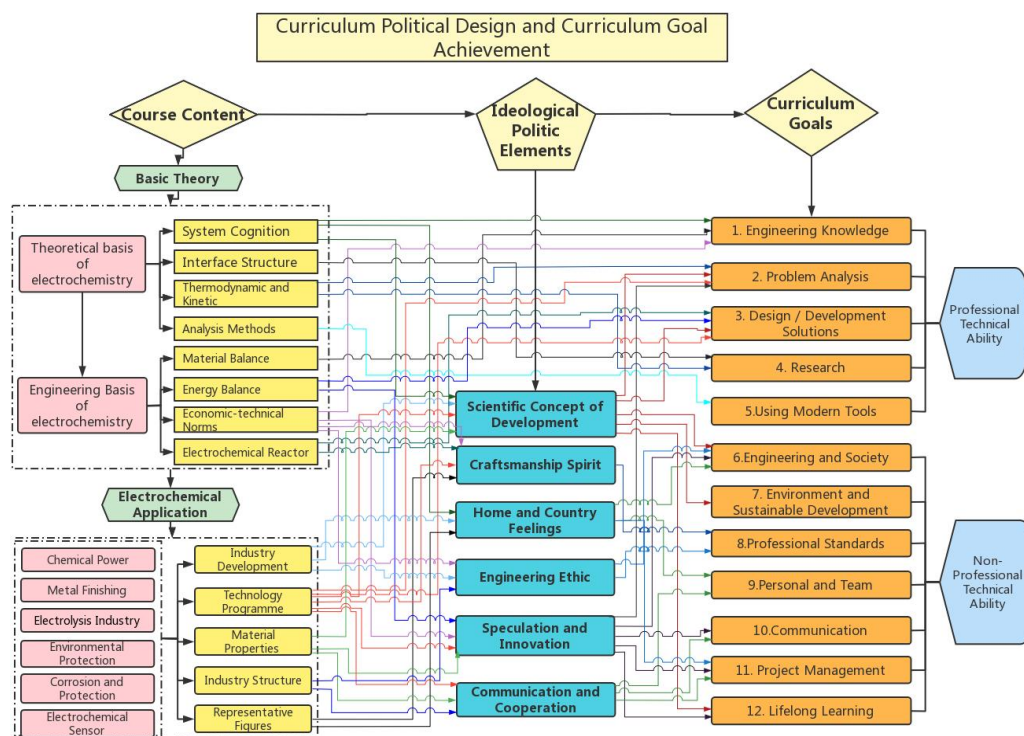 Curriculum Political Design and Curriculum Goal
Achievement
Course Content
Ideological
Politic
Elements
Curriculum
Goals
Basic Theory
Theoretical basis
of
electrochemistry
Engineering Basis
of
electrochemistry
System Cognition
Interface Structure
Thermodynamic and
Kinetic
Analysis Methods
Material Balance
Energy Balance
Economic-technical
Norms
Electrochemical Reactor
Electrochemical
Application
Chemical Power
Metal Finishing
Electrolysis Industry
Environmental
Protection
Corrosion and
Protection
Electrochemical
Sensor
Industry
Development
Technology
Programme
Material
Properties
Industry Structure
Representative
Figures
Scientific Concept of
Development
Craftsmanship Spirit
Home and Country
Feelings
Engineering Ethic
Speculation and
Innovation
Communication and
Cooperation
1. Engineering Knowledge
2. Problem Analysis
3. Design / Development
Solutions
4. Research
5.Using Modern Tools
6.Engineering and Society
7. Environment and
Sustainable Development
8.Professional Standards
9.Personal and Team
10.Communication
11. Project Management
12. Lifelong Learning
Professional
Technical
Ability
Non-
Professional
Technical
Ability